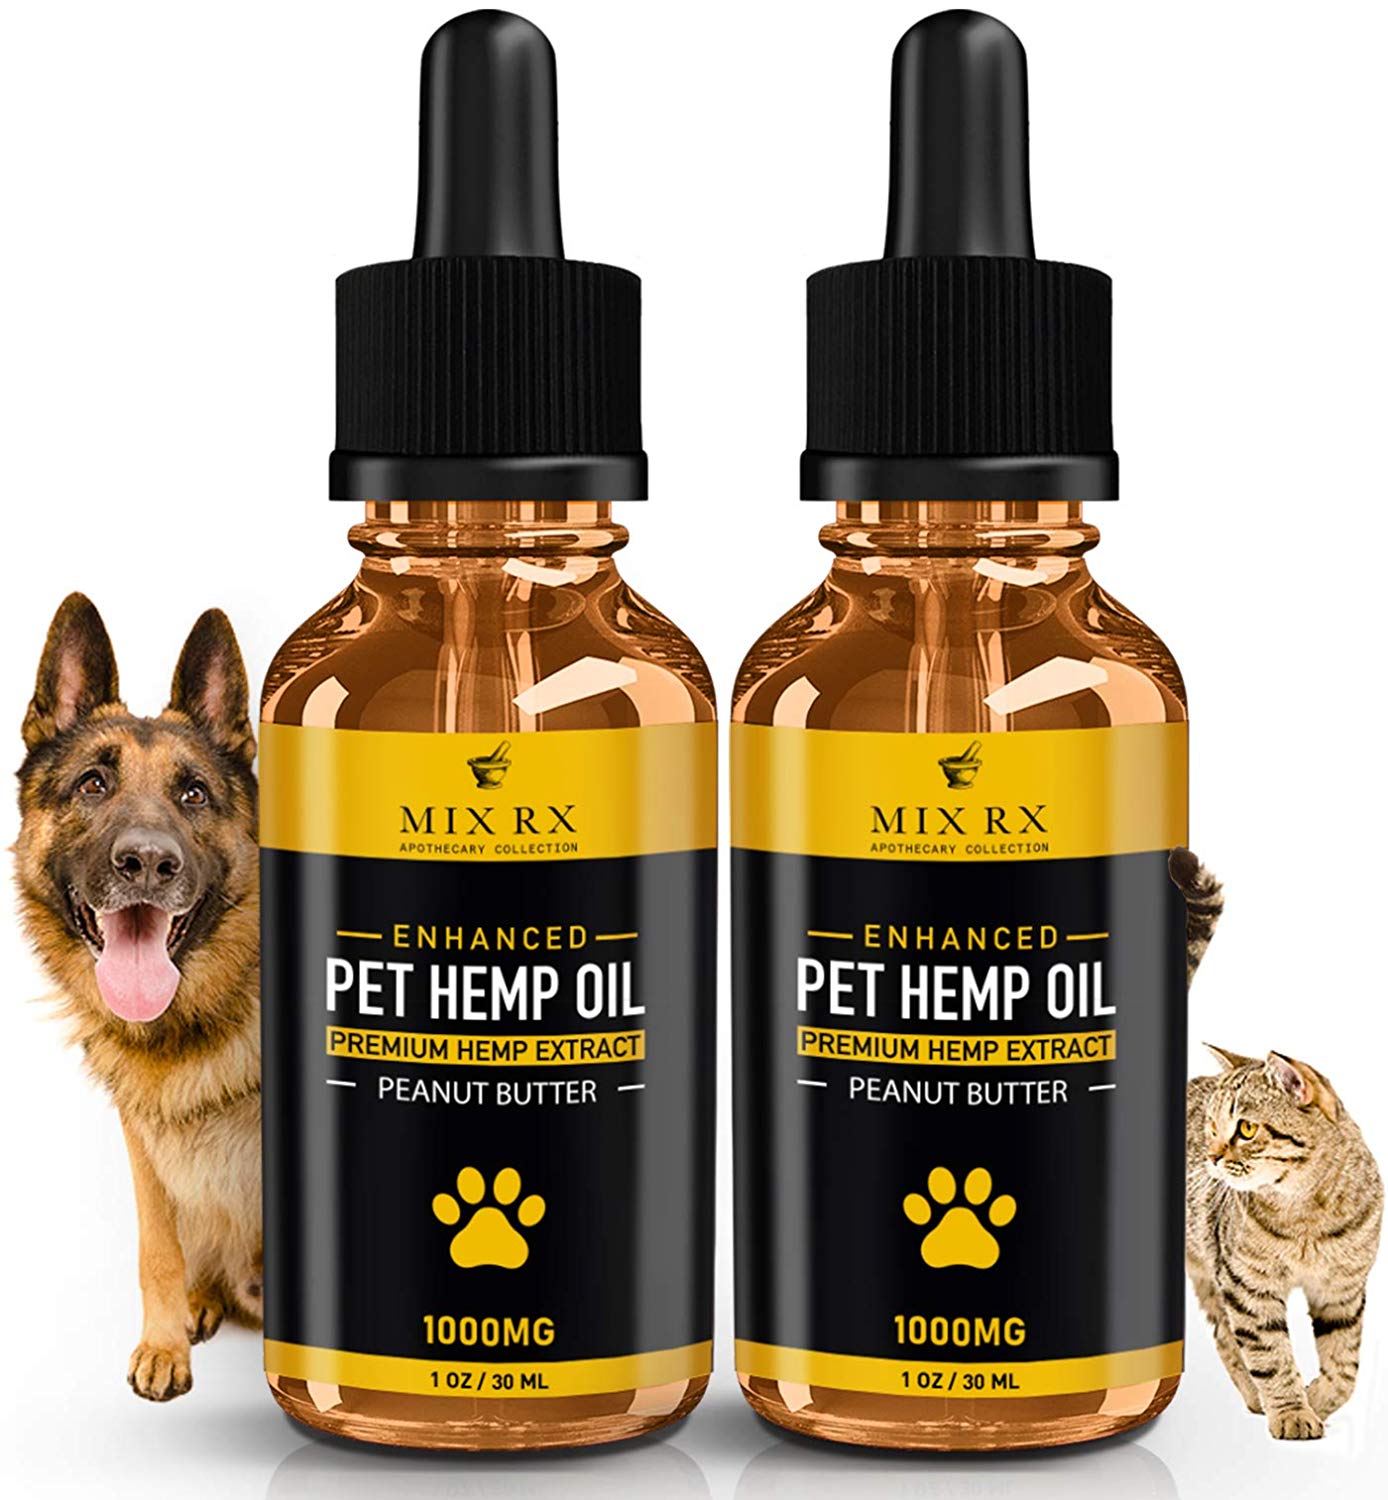 MIX RX
APOTHECARY COLLECTION
ENHANCED
PET HEMP OIL
PREMIUM HEMP EXTRACT
PEANUT BUTTER
1000MG
1 OZ / 30 ML
MIX RX
APOTHECARY COLLECTION
ENHANCED
PET HEMP OIL
PREMIUM HEMP EXTRACT
PEANUT BUTTER
1000MG
1 OZ / 30 ML